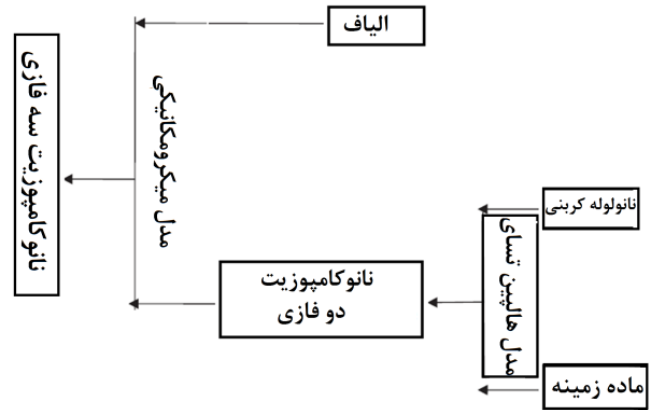 الیاف
نانولوله کربنی
مدل هالپین تسای
ماده زمینه
نانوکامپوزیت
دو فازی
مدل میکرومکانیکی
نانوکامپوزیت سه فازی